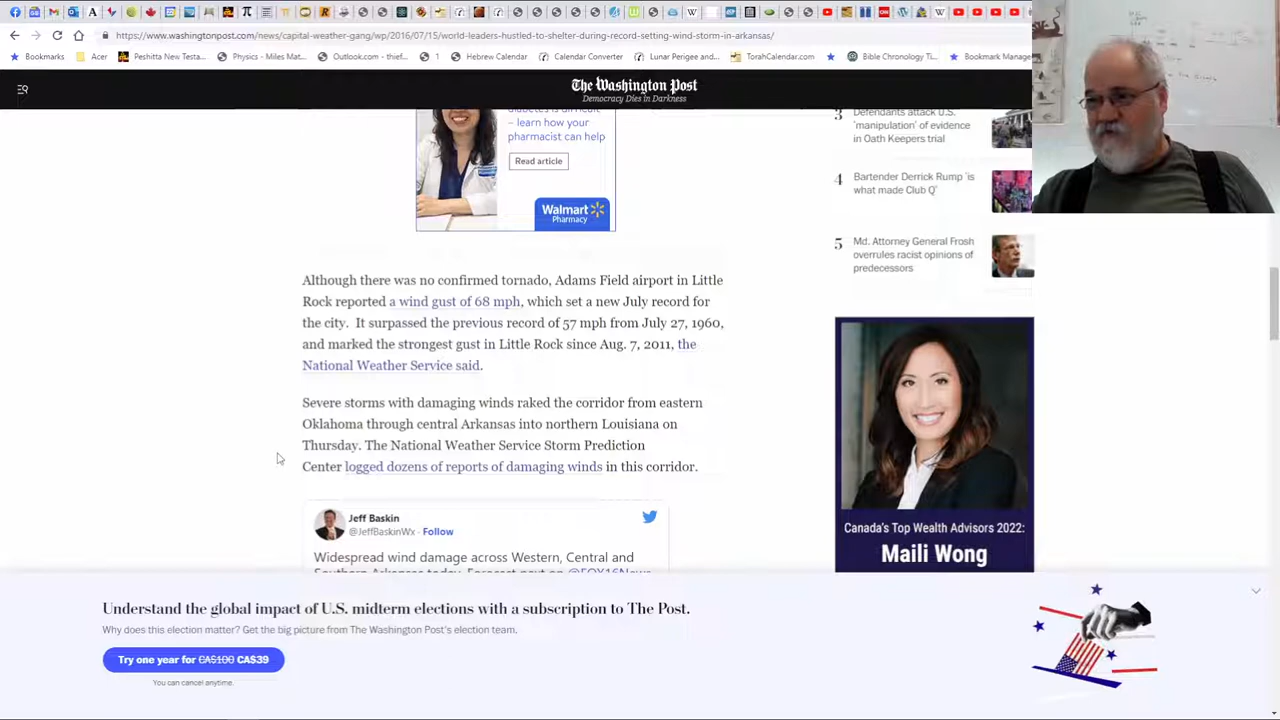 https://www.washingtonpost.com/news/capital-weather-gang/wp/2016/07/15/world-leaders-hustled-to-shelter-during-record-setting-wind-storm-in-arkansas/
Bookmarks Acer Peshitta New Testa... Physics - Miles Mat... Outlook.com - thief... 1 Hebrew Calendar Calendar Converter Lunar Perigee and... TorahCalendar.com Bible Chronology Ti... Bookmark Manage
The Washington Post
Democracy Dies in Darkness
diabetes is difficult
– learn how your
pharmacist can help
Read article
Walmart
Pharmacy
Although there was no confirmed tornado, Adams Field airport in Little
Rock reported a wind gust of 68 mph, which set a new July record for
the city. It surpassed the previous record of 57 mph from July 27, 1960,
and marked the strongest gust in Little Rock since Aug. 7, 2011, the
National Weather Service said.
Severe storms with damaging winds raked the corridor from eastern
Oklahoma through central Arkansas into northern Louisiana on
Thursday. The National Weather Service Storm Prediction
Center logged dozens of reports of damaging winds in this corridor.
Jeff Baskin
@JeffBaskinWx · Follow
Widespread wind damage across Western, Central and
Southern Arkansas today. Forecast next on @FOX16News
3 Defendants attack U.S.
'manipulation' of evidence
in Oath Keepers trial
4 Bartender Derrick Rump 'is
what made Club Q'
5 Md. Attorney General Frosh
overrules racist opinions of
predecessors
Canada's Top Wealth Advisors 2022:
Maili Wong
Understand the global impact of U.S. midterm elections with a subscription to The Post.
Why does this election matter? Get the big picture from The Washington Post's election team.
Try one year for CA$100 CA$39
You can cancel anytime.